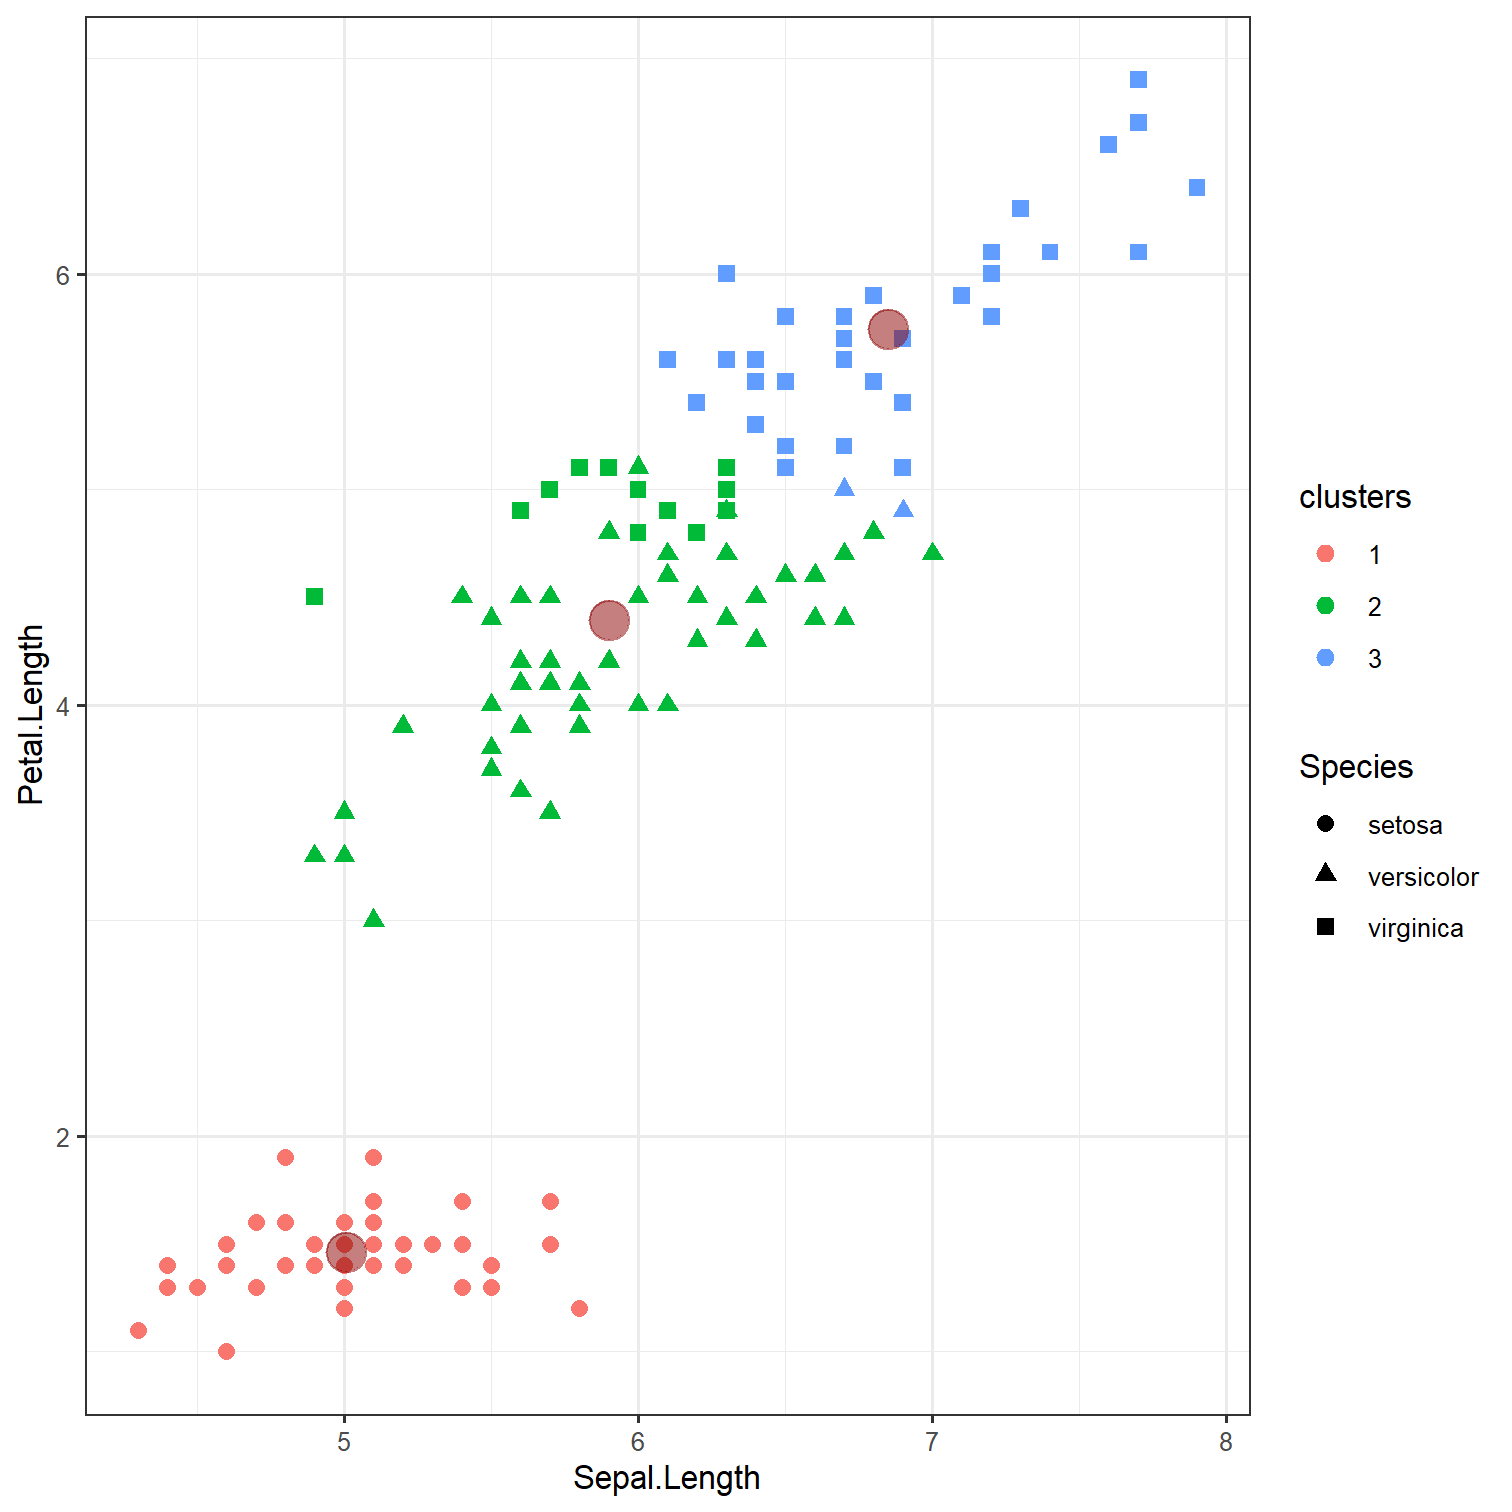 6
4
2
Petal.Length
5 6 7 8
Sepal.Length
clusters
1
2
3
Species
setosa
versicolor
virginica